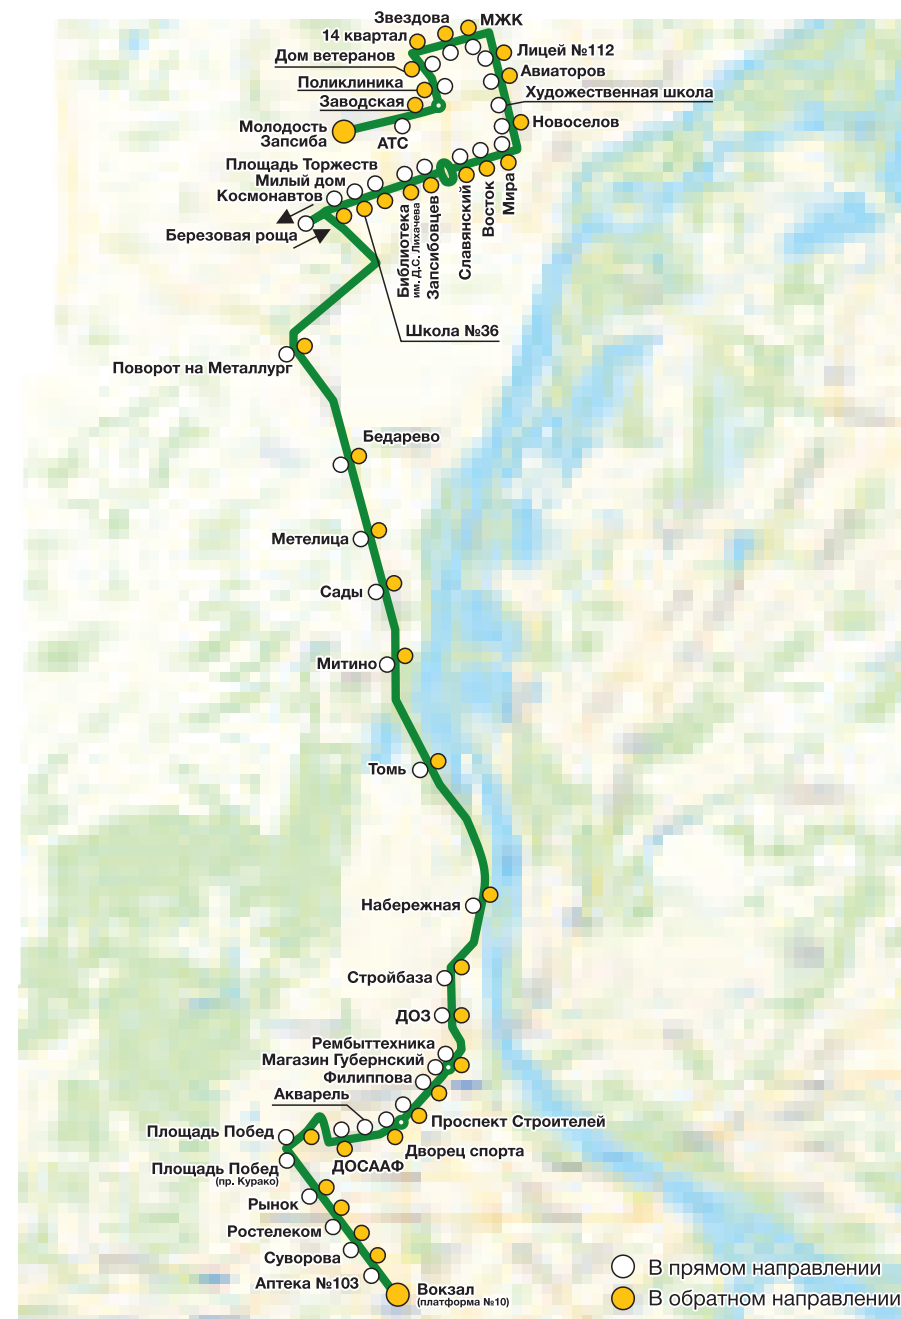 Звездова
МЖК
14 квартал
Лицей №112
Дом ветеранов
Авиаторов
Поликлиника
Художественная школа
Заводская
Новоселов
Молодость
Запсиба
АТС
Площадь Торжеств
Милый дом
Космонавтов
Березовая роща
Библиотека
им. Д.С. Лихачева
Запсибовцев
Славянский
Восток
Мира
Школа №36
Поворот на Металлург
Бедарево
Метелица
Сады
Митино
Томь
Набережная
Стройбаза
ДОЗ
Рембыттехника
Магазин Губернский
Филиппова
Акварель
Проспект Строителей
Площадь Побед
Дворец спорта
ДОСААФ
Площадь Побед
(пр. Курако)
Рынок
Ростелеком
Суворова
Аптека №103
Вокзал
(платформа №10)
В прямом направлении
В обратном направлении